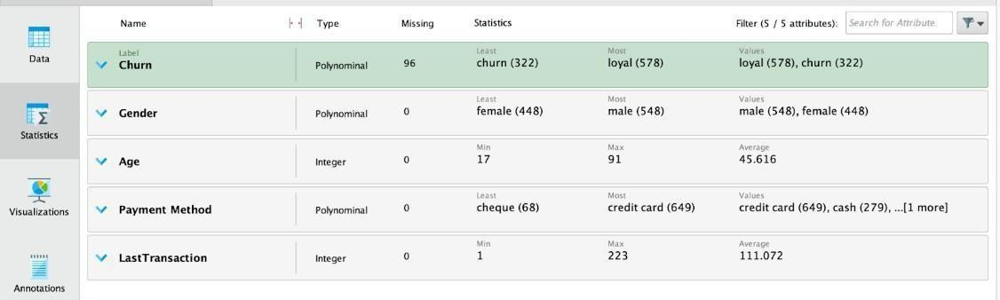 Name Type Missing Statistics Filter (5 / 5 attributes): Search for Attribute.
Data
Label
Churn Polynominal 96 Least churn (322) Most loyal (578) Values loyal (578), churn (322)
Statistics
Gender Polynominal 0 Least female (448) Most male (548) Values male (548), female (448)
Age Integer 0 Min 17 Max 91 Average 45.616
Visualizations
Payment Method Polynominal 0 Least cheque (68) Most credit card (649) Values credit card (649), cash (279), ...[1 more]
LastTransaction Integer 0 Min 1 Max 223 Average 111.072
Annotations